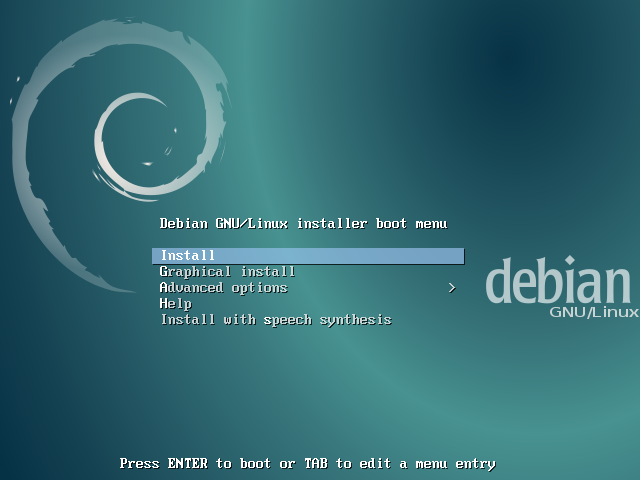 Debian GNU/Linux installer boot menu
Install
Graphical install
Advanced options >
Help
Install with speech synthesis
debian
GNU/Linux
Press ENTER to boot or TAB to edit a menu entry